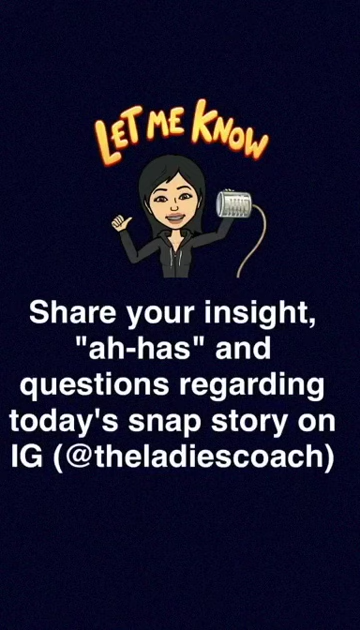 LET ME KNOW
Share your insight,
"ah-has" and
questions regarding
today's snap story on
IG (@theladiescoach)